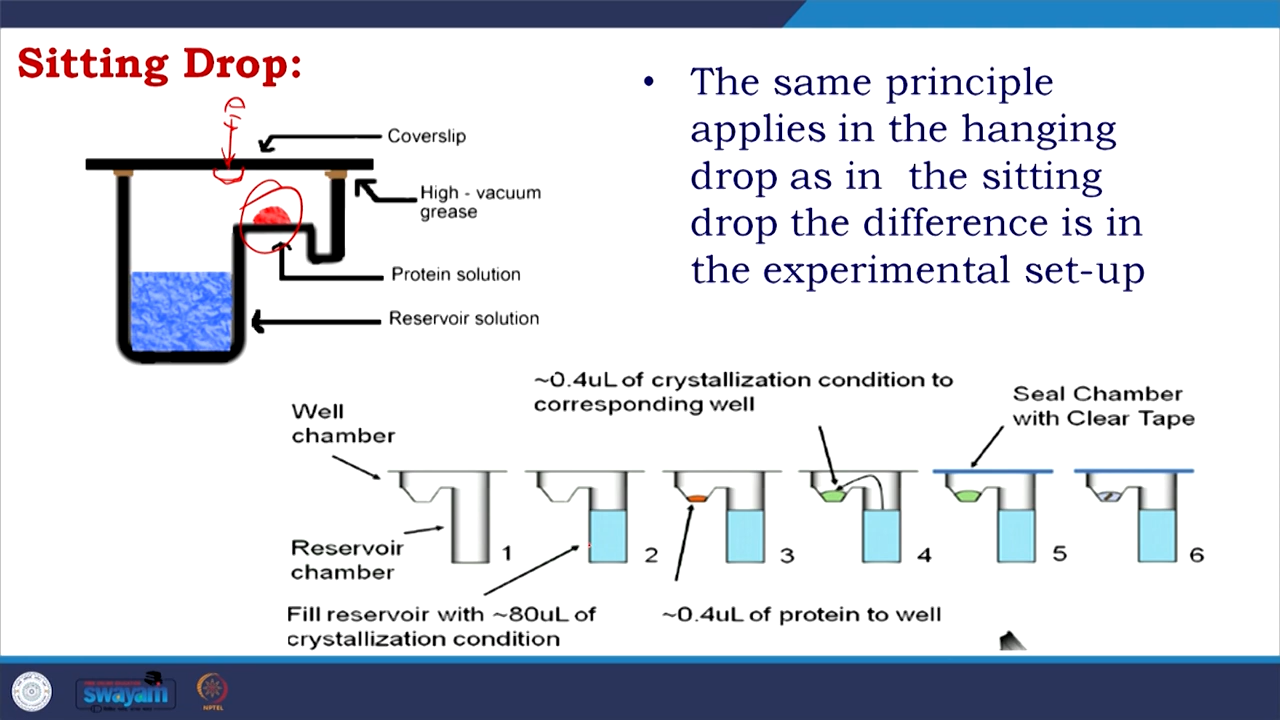 Sitting Drop:
Coverslip
High - vacuum
grease
Protein solution
Reservoir solution
• The same principle
applies in the hanging
drop as in the sitting
drop the difference is in
the experimental set-up
~0.4uL of crystallization condition to
corresponding well
Seal Chamber
with Clear Tape
Well
chamber
Reservoir
chamber
1
2
3
4
5
6
Fill reservoir with ~80uL of
crystallization condition
~0.4uL of protein to well
swayam
NPTEL